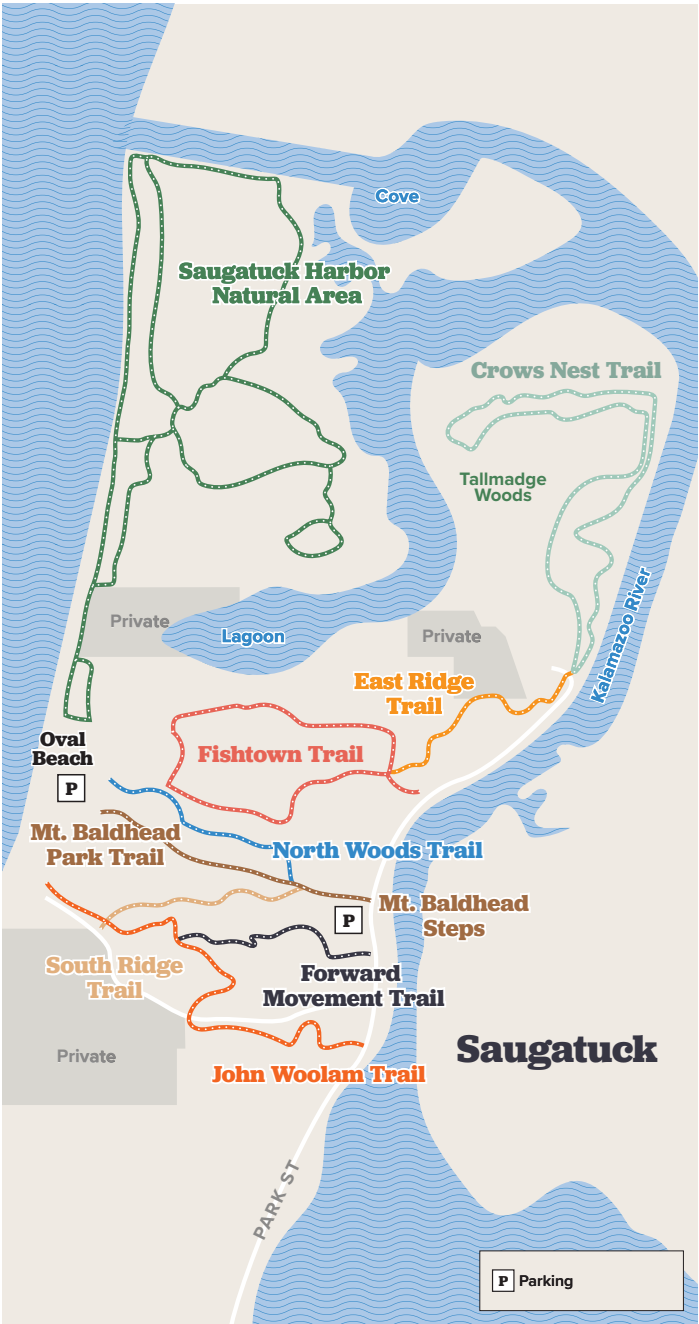 Cove
Saugatuck Harbor
Natural Area
Crows Nest Trail
Tallmadge
Woods
Kalamazoo River
Private
Lagoon
Private
East Ridge
Trail
Oval
Beach
P
Fishtown Trail
Mt. Baldhead
Park Trail
North Woods Trail
Mt. Baldhead
Steps
P
South Ridge
Trail
Forward
Movement Trail
Private
Saugatuck
John Woolam Trail
PARK ST
P Parking